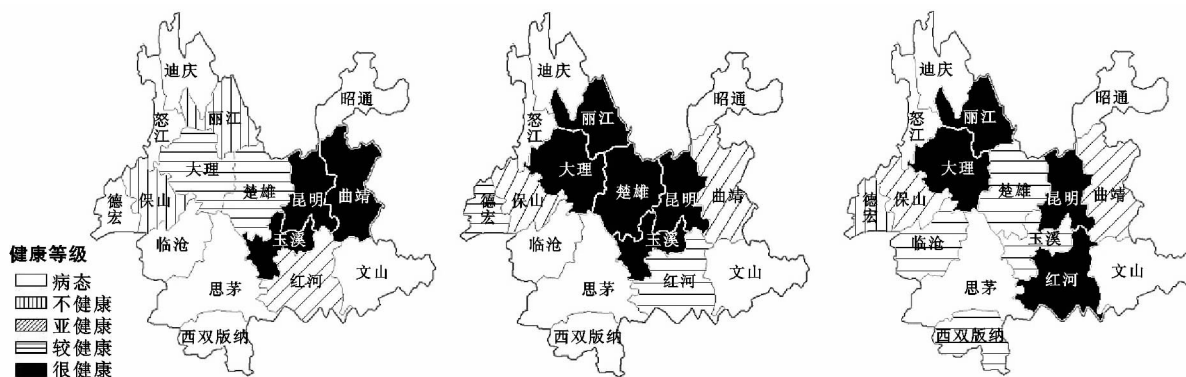 迪庆
昭通
怒江
丽江
大理
楚雄
昆明
曲靖
德宏
保山
玉溪
临沧
红河
文山
思茅
西双版纳
健康等级
病态
不健康
亚健康
较健康
很健康
迪庆
昭通
怒江
丽江
大理
楚雄
昆明
曲靖
德宏
保山
玉溪
临沧
红河
文山
思茅
西双版纳
迪庆
昭通
怒江
丽江
大理
楚雄
昆明
曲靖
德宏
保山
玉溪
临沧
红河
文山
思茅
西双版纳